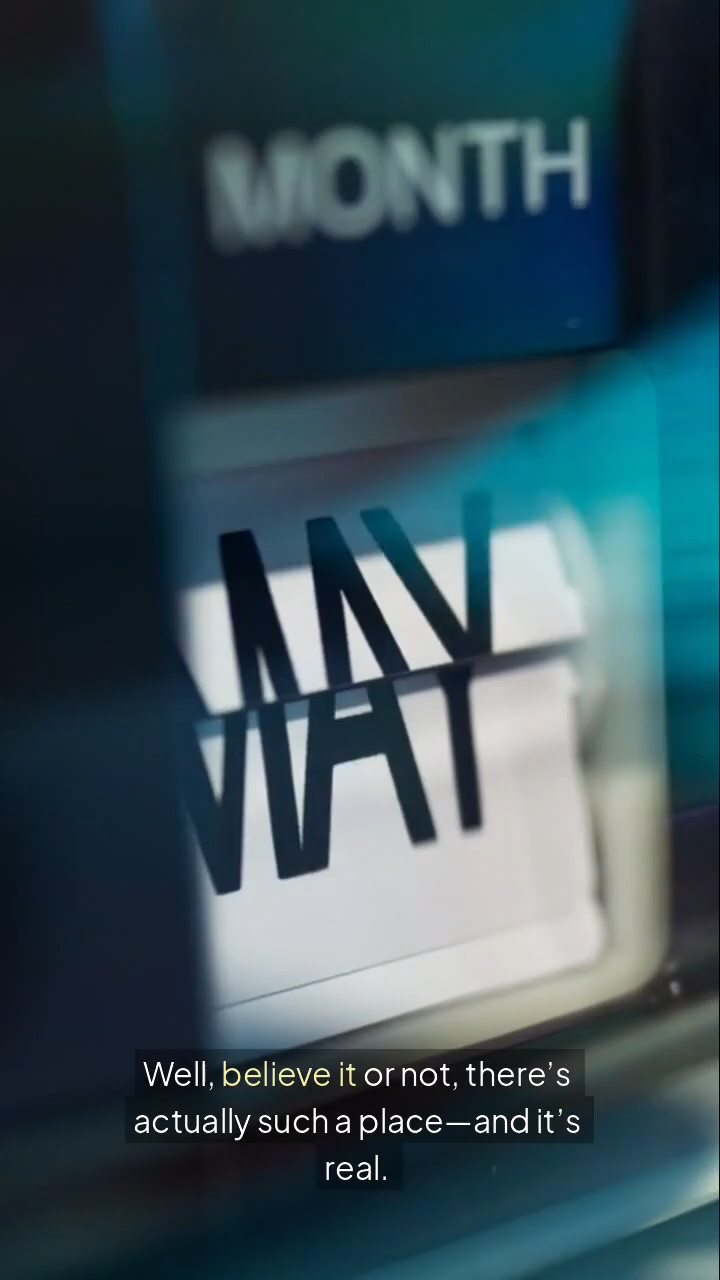 MONTH
MAY
Well, believe it or not, there’s
actually such a place—and it’s
real.